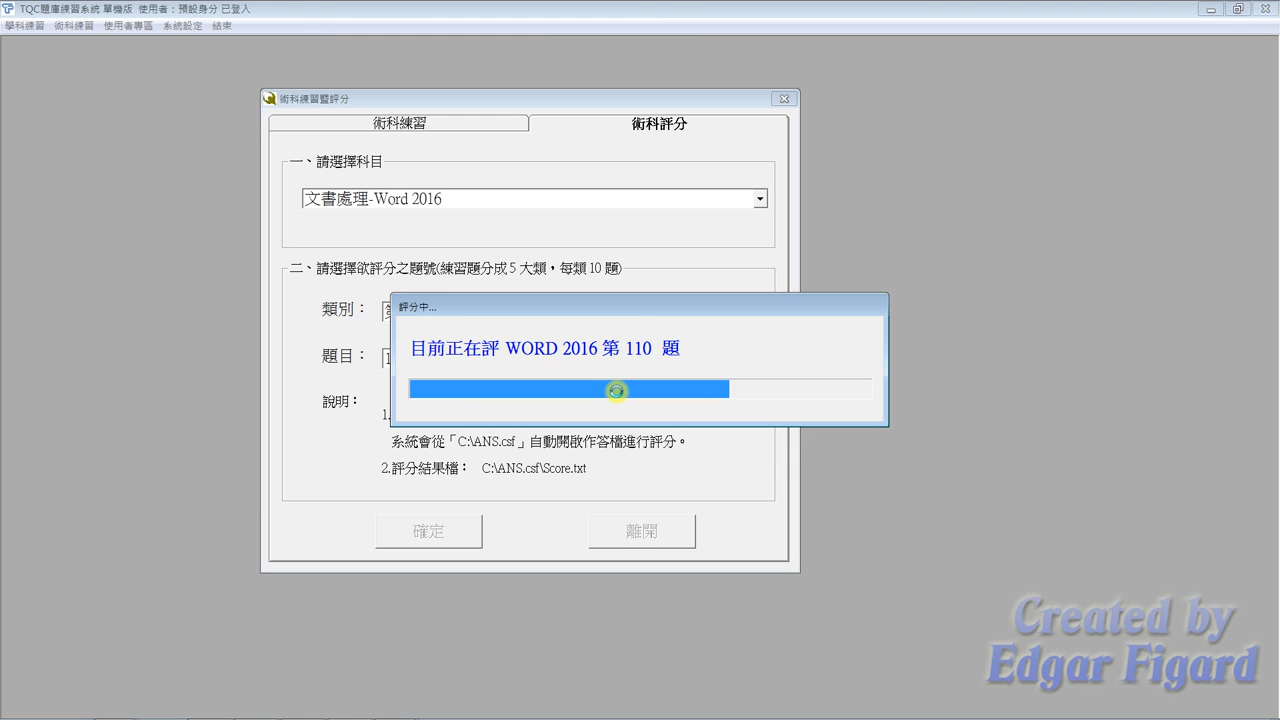 TQC題庫練習系統 單機版 使用者：預設身分 已登入
學科練習 術科練習 使用者專區 系統設定 結束
術科練習暨評分
術科練習 術科評分
一、請選擇科目
文書處理-Word 2016
二、請選擇欲評分之題號(練習題分成 5 大類，每類 10 題)
類別：
題目：
說明：
評分中...
目前正在評 WORD 2016 第 110 題
1.
系統會從「C:\ANS.csf」自動開啟作答檔進行評分。
2.評分結果檔： C:\ANS.csf\Score.txt
確定 離開
Created by
Edgar Figard